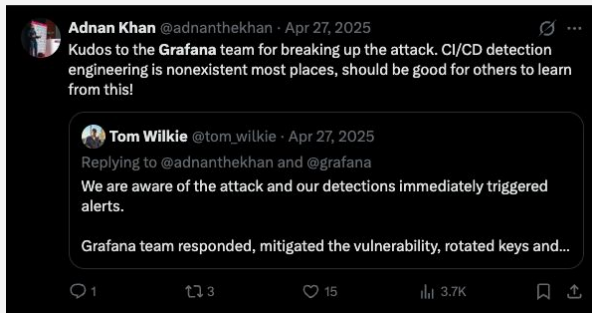 Adnan Khan @adnanthekhan · Apr 27, 2025
Kudos to the Grafana team for breaking up the attack. CI/CD detection
engineering is nonexistent most places, should be good for others to learn
from this!
Tom Wilkie @tom_wilkie · Apr 27, 2025
Replying to @adnanthekhan and @grafana
We are aware of the attack and our detections immediately triggered
alerts.
Grafana team responded, mitigated the vulnerability, rotated keys and...
1 3 15 3.7K